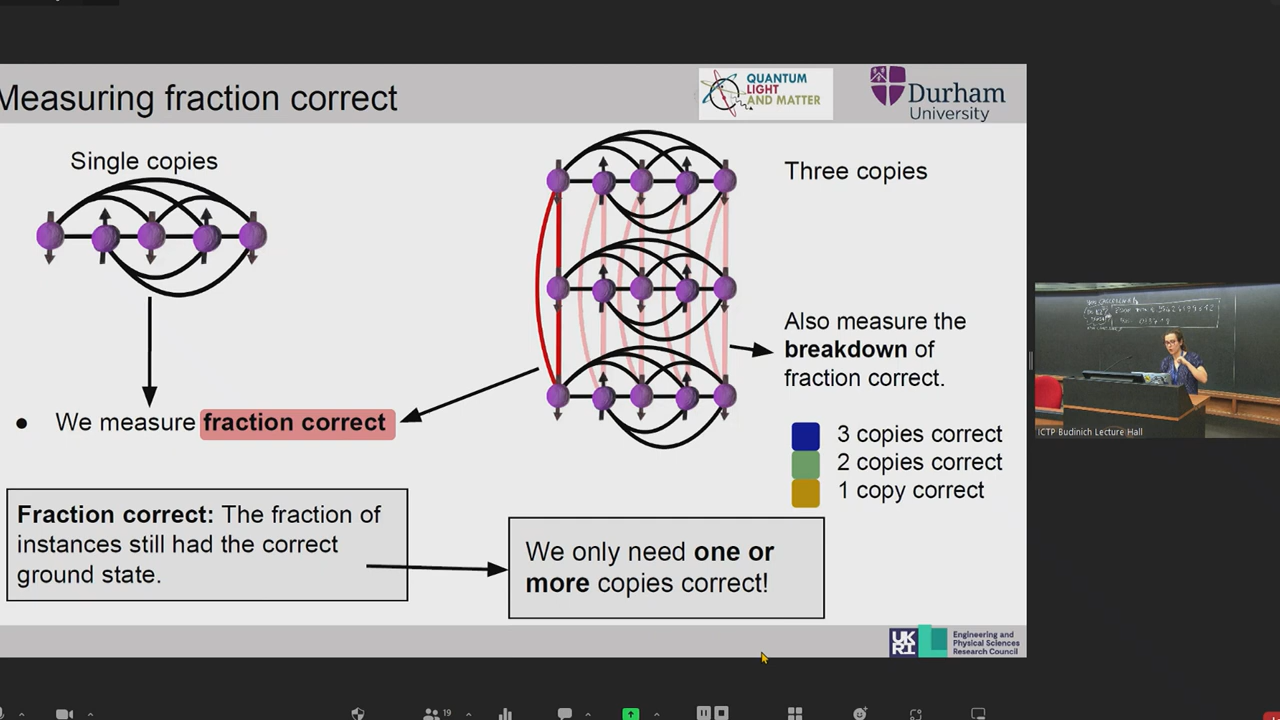 Measuring fraction correct
QUANTUM
LIGHT
AND MATTER
Durham
University
Single copies
Three copies
Also measure the
breakdown of
fraction correct.
● We measure fraction correct
3 copies correct
2 copies correct
1 copy correct
Fraction correct: The fraction of
instances still had the correct
ground state.
We only need one or
more copies correct!
UK
RI
Engineering and
Physical Sciences
Research Council
ICTP Budinich Lecture Hall
19